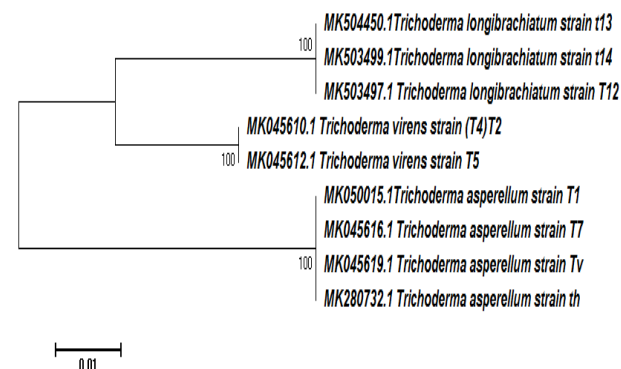 MK504450.1Trichoderma longibrachiatum strain t13
100
MK503499.1Trichoderma longibrachiatum strain t14
MK503497.1 Trichoderma longibrachiatum strain T12
MK045610.1 Trichoderma virens strain (T4)T2
100
MK045612.1 Trichoderma virens strain T5
MK050015.1Trichoderma asperellum strain T1
MK045616.1 Trichoderma asperellum strain T7
100
MK045619.1 Trichoderma asperellum strain Tv
MK280732.1 Trichoderma asperellum strain th
0.01